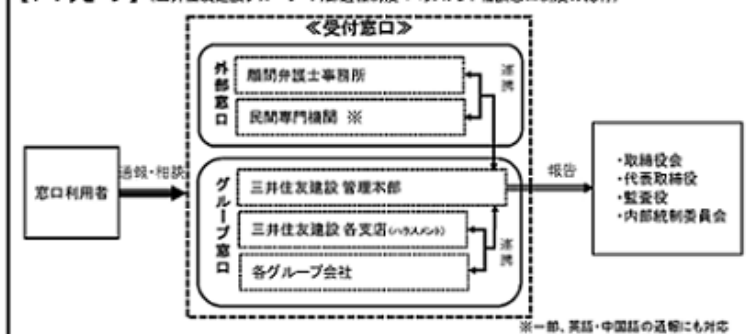 ≪受付窓口≫
外部窓口
顧問弁護士事務所
民間専門機関 ※
連携
窓口利用者
通報・相談
グループ窓口
三井住友建設 管理本部
三井住友建設 各支店(ハラスメント)
各グループ会社
連携
報告
・取締役会
・代表取締役
・監査役
・内部統制委員会
※一部、英語・中国語の通報にも対応